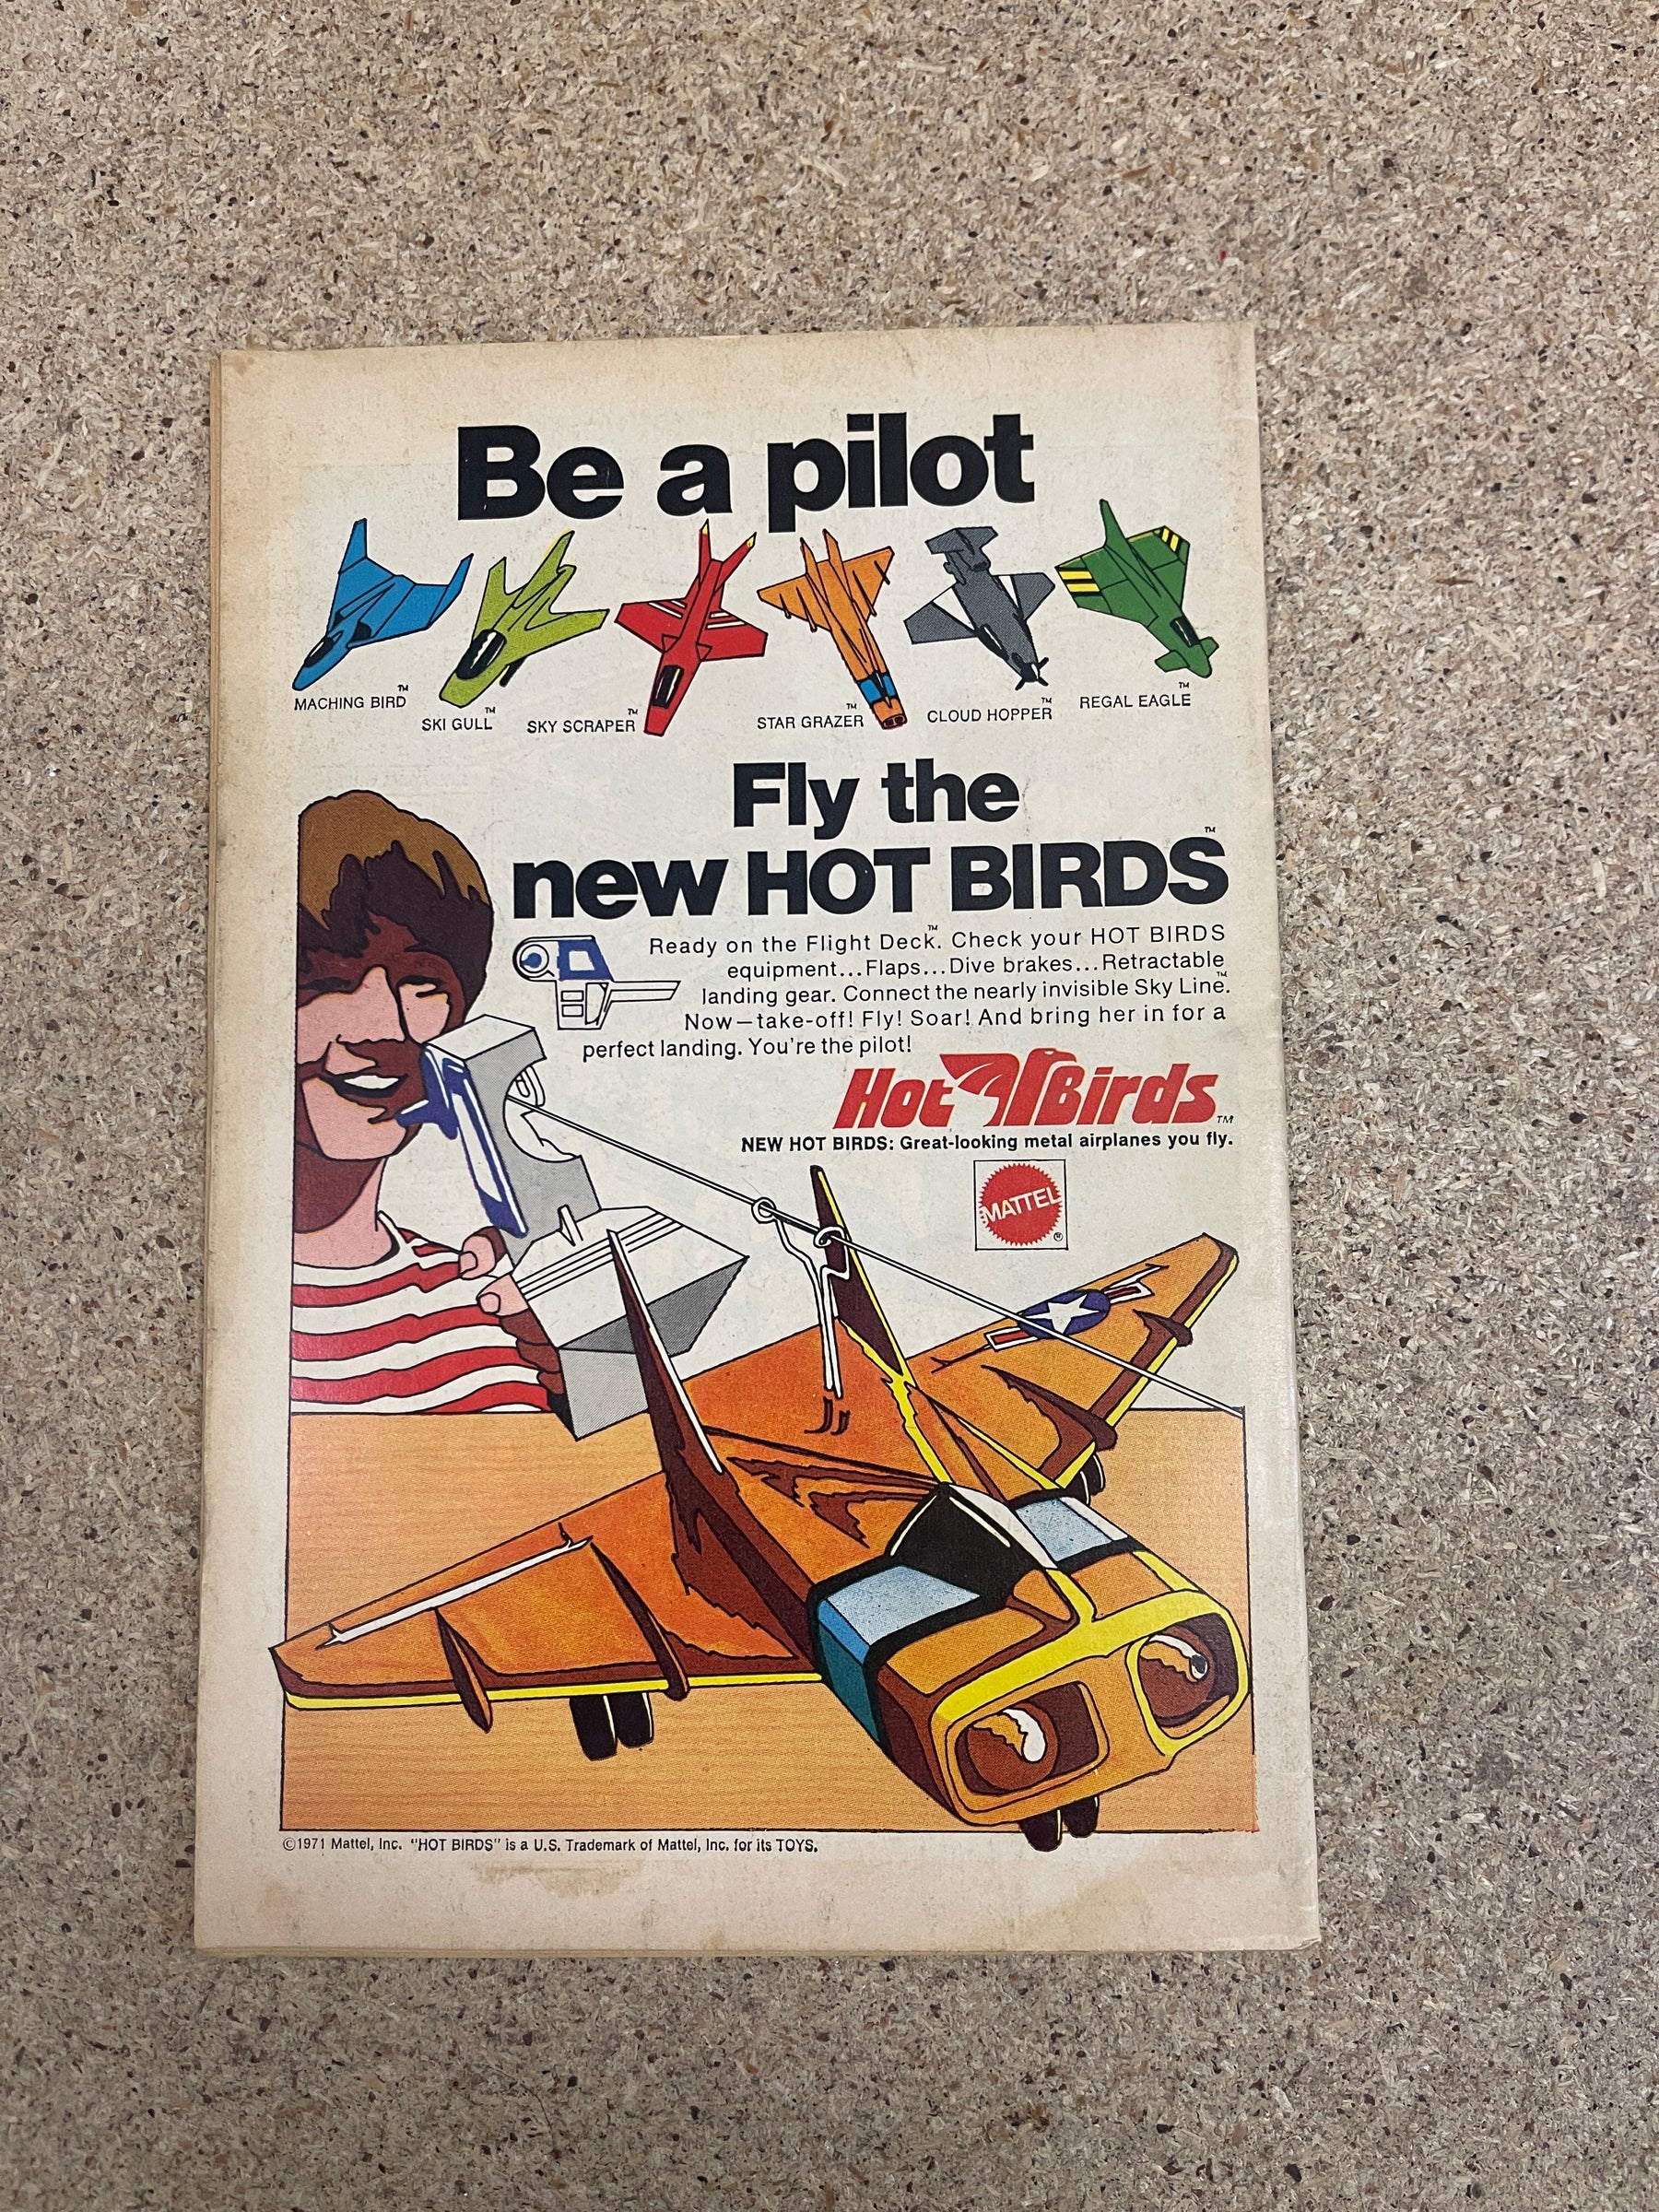 Be a pilot
MACHING BIRD™
SKI GULL™
SKY SCRAPER™
STAR GRAZER™
CLOUD HOPPER™
REGAL EAGLE™
Fly the
new HOT BIRDS™
Ready on the Flight Deck™. Check your HOT BIRDS
equipment...Flaps...Dive brakes...Retractable
landing gear. Connect the nearly invisible Sky Line™.
Now—take-off! Fly! Soar! And bring her in for a
perfect landing. You're the pilot!
Hot Birds™
NEW HOT BIRDS: Great-looking metal airplanes you fly.
MATTEL®
©1971 Mattel, Inc. "HOT BIRDS" is a U.S. Trademark of Mattel, Inc. for its TOYS.